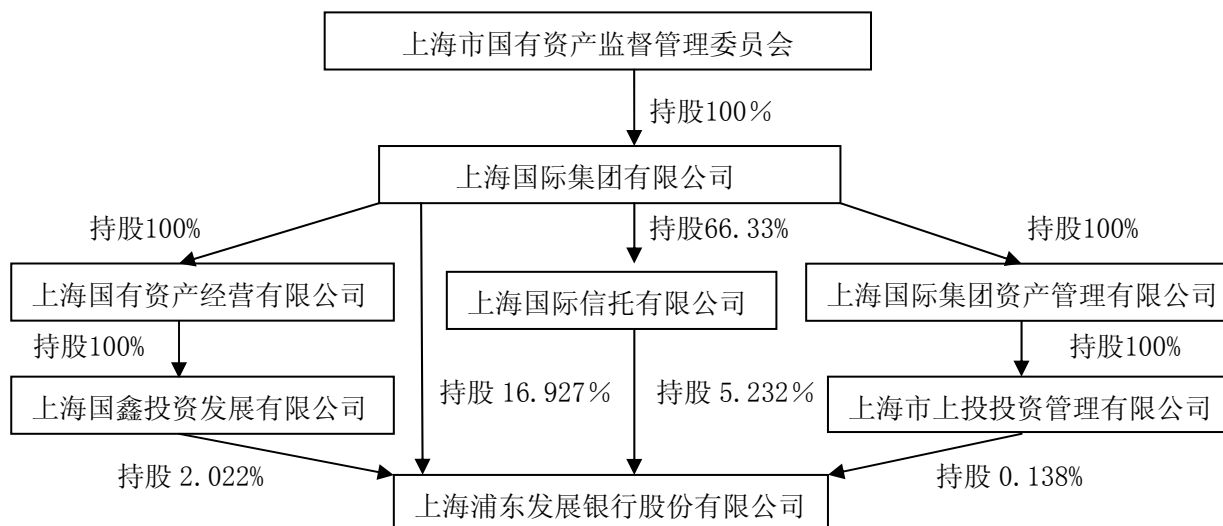 上海市国有资产监督管理委员会
持股100％
上海国际集团有限公司
持股100%
持股66.33%
持股100%
上海国有资产经营有限公司
上海国际信托有限公司
上海国际集团资产管理有限公司
持股100%
持股100%
上海国鑫投资发展有限公司
持股 16.927％
持股 5.232％
上海市上投投资管理有限公司
持股 2.022%
持股 0.138%
上海浦东发展银行股份有限公司